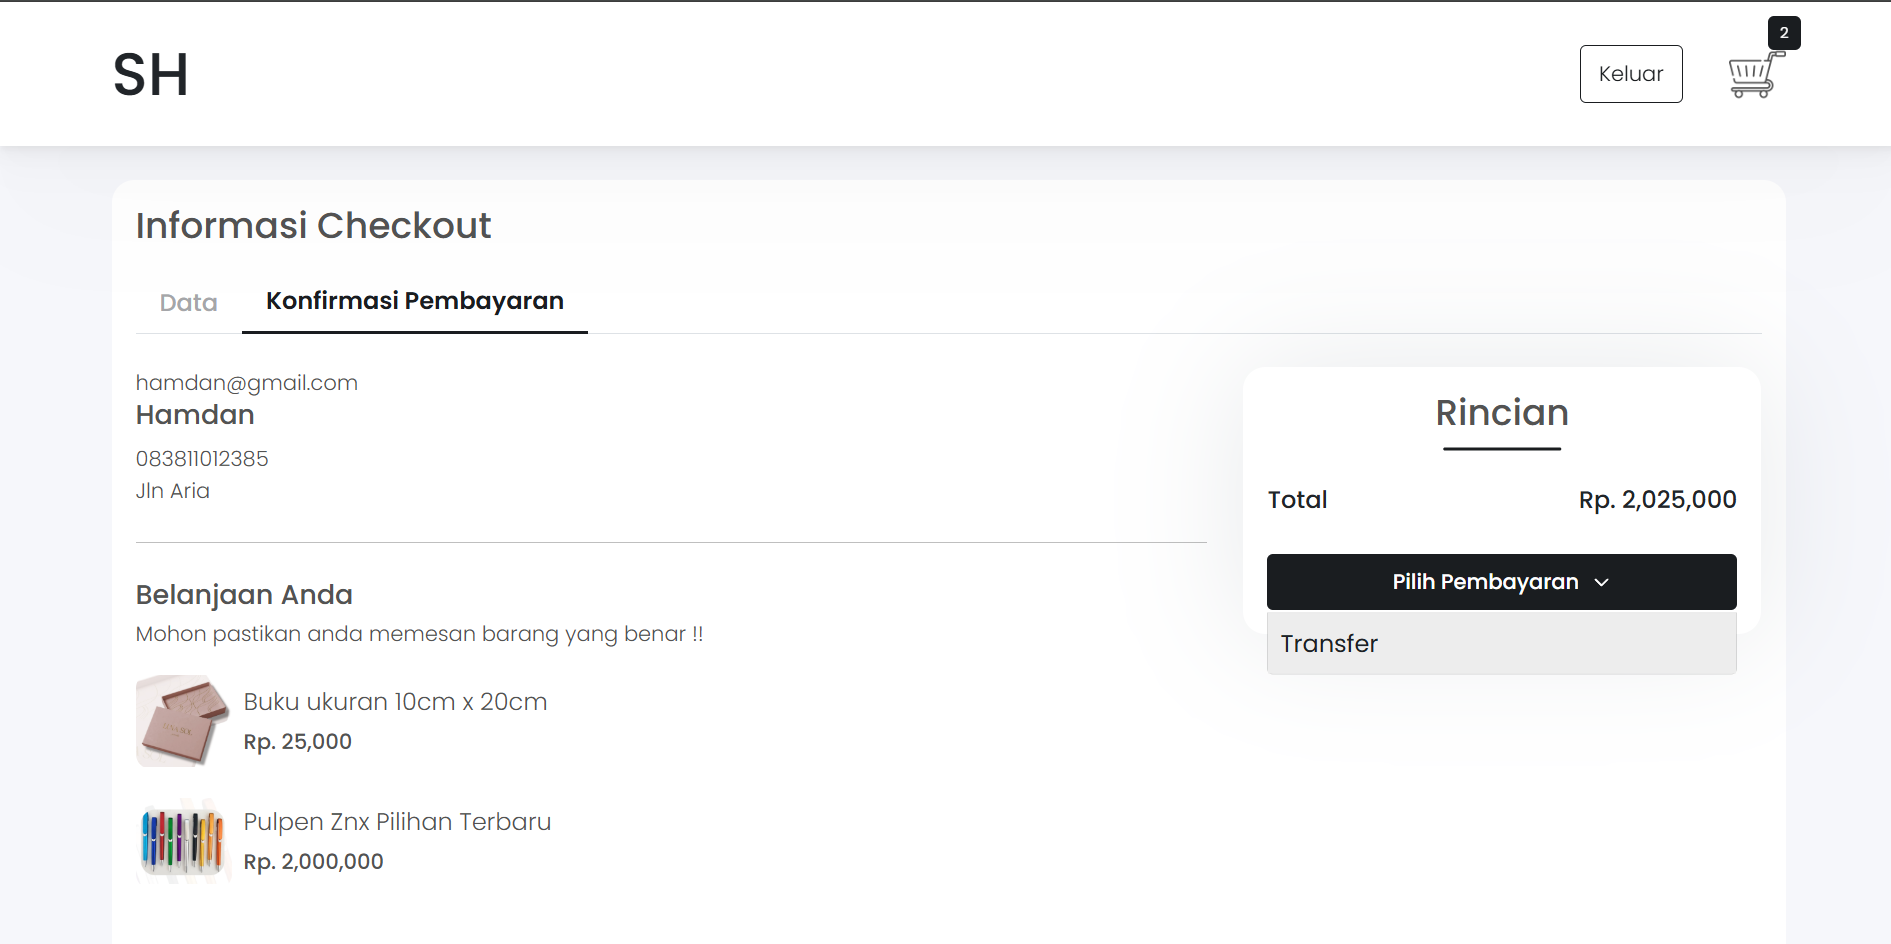 SH
Keluar
2
Informasi Checkout
Data
Konfirmasi Pembayaran
hamdan@gmail.com
Hamdan
083811012385
Jln Aria
Rincian
Total
Rp. 2,025,000
Pilih Pembayaran
Transfer
Belanjaan Anda
Mohon pastikan anda memesan barang yang benar !!
Buku ukuran 10cm x 20cm
Rp. 25,000
Pulpen Znx Pilihan Terbaru
Rp. 2,000,000